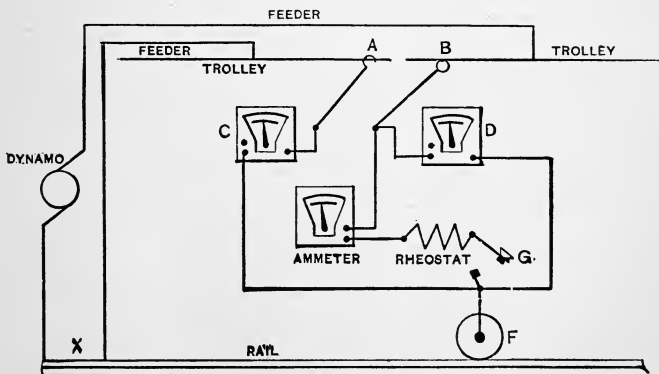 FEEDER
FEEDER
A
B
TROLLEY
TROLLEY
C
D
DYNAMO
AMMETER
RHEOSTAT
G.
F
X
RAIL